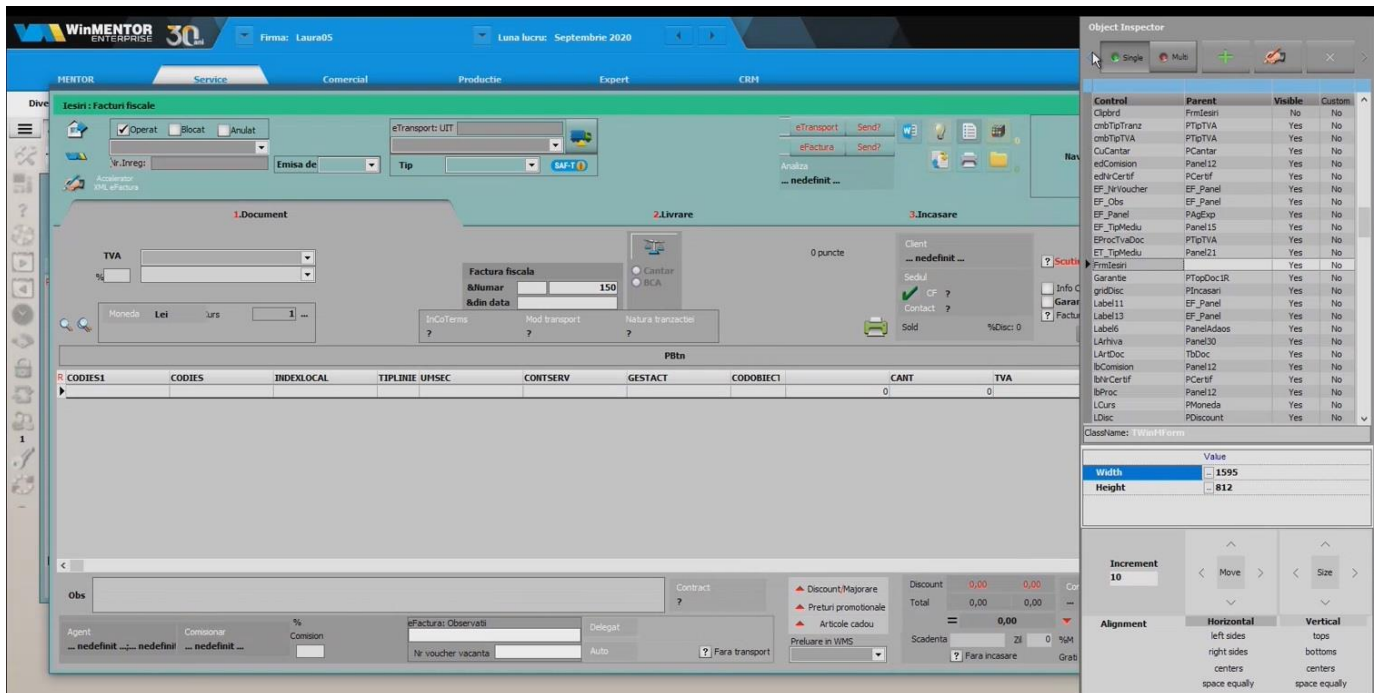 WinMENTOR
ENTERPRISE
30 ani
Firma: Laura05
Luna lucru: Septembrie 2020
MENTOR Service Comercial Productie Expert CRM
Dive
Iesiri : Facturi fiscale
Operat Blocat Anulat
Nr.Inreg:
Accelerator
XML eFactura
Emisa de
eTransport: UIT
Tip
SAF-T
eTransport Send?
eFactura Send?
Analiza
... nedefinit ...
Nav
1.Document 2.Livrare 3.Incasare
TVA
%
Moneda Lei 1 ...
Factura fiscala
&Numar 150
&din data
Cantar
BCA
0 puncte
InCoTerms Mod transport Natura tranzactiei
? ? ?
Client
... nedefinit ...
Sediul
CF ?
Contact ?
Sold %Disc: 0
? Scutir
Info C
Garan
? Factu
PBtn
R CODIES1 CODIES INDEXLOCAL TIPLINIE UMSEC CONTSERV GESTACT CODOBIECT CANT TVA
0 0
Obs
Contract
?
Discount/Majorare
Preturi promotionale
Articole cadou
Preluare in WMS
Discount 0,00 0,00
Total 0,00 0,00
= 0,00
Scadenta Zil 0 %M
? Fara incasare Grati
Agent
... nedefinit ...;... nedefinit
Comisionar
... nedefinit ...
%
Comision
eFactura: Observatii
Nr voucher vacanta
Delegat
Auto
? Fara transport
1
Object Inspector
Single Multi
Control Parent Visible Custom
Clipbrd FrmIesiri No No
cmbTipTranz PTipTVA Yes No
cmbTipTVA PTipTVA Yes No
CuCantar PCantar Yes No
edComision Panel12 Yes No
edNrCertif PCertif Yes No
EF_NrVoucher EF_Panel Yes No
EF_Obs EF_Panel Yes No
EF_Panel PAgExp Yes No
EF_TipMediu Panel15 Yes No
EProcTvaDoc PTipTVA Yes No
ET_TipMediu Panel21 Yes No
FrmIesiri Yes No
Garantie PTopDoc1R Yes No
gridDisc PIncasari Yes No
Label11 EF_Panel Yes No
Label13 EF_Panel Yes No
Label6 PanelAdaos Yes No
LArhiva Panel30 Yes No
LArtDoc TbDoc Yes No
lbComision Panel12 Yes No
lbNrCertif PCertif Yes No
lbProc Panel12 Yes No
LCurs PMoneda Yes No
LDisc PDiscount Yes No
ClassName: TWinMForm
Value
Width ... 1595
Height ... 812
Increment
10
Move
Size
Alignment
Horizontal Vertical
left sides tops
right sides bottoms
centers centers
space equally space equally